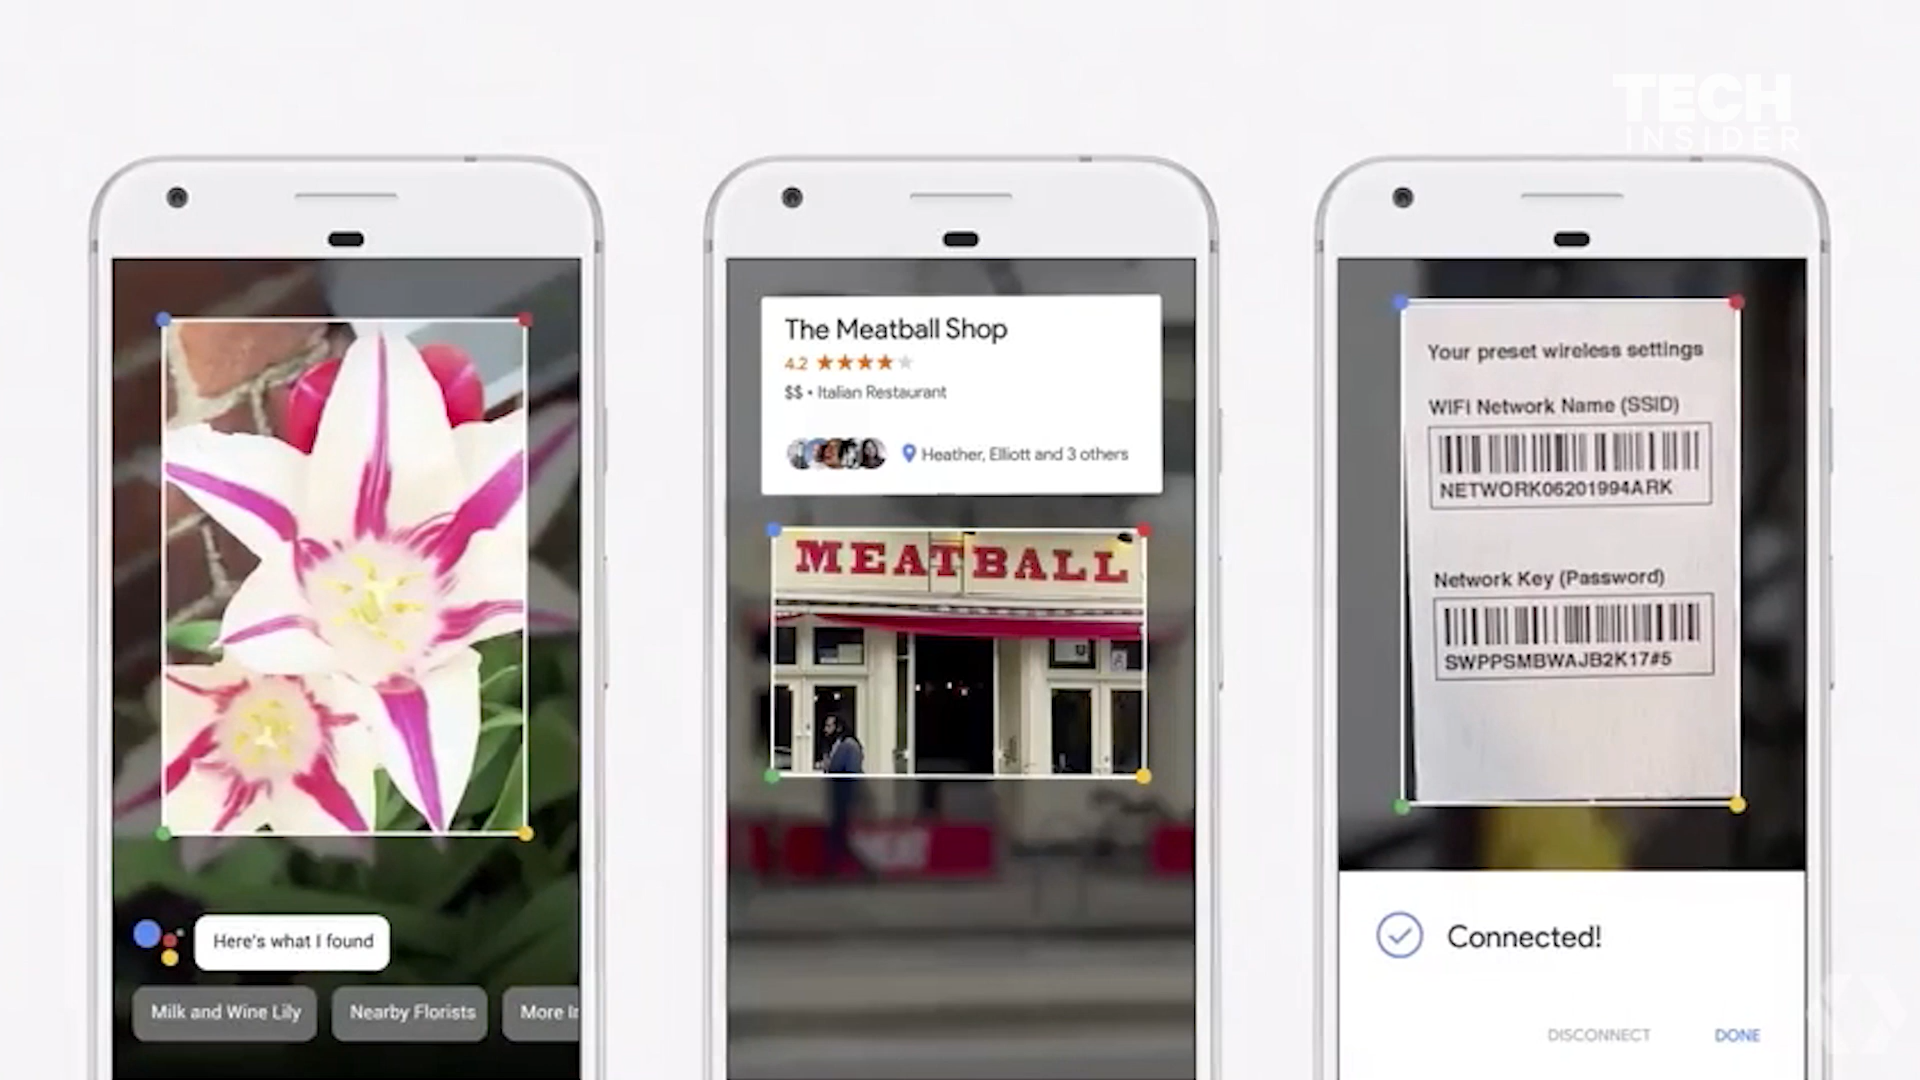 TECH
INSIDER
Here's what I found
Milk and Wine Lily
Nearby Florists
More In
The Meatball Shop
4.2
$$ • Italian Restaurant
Heather, Elliott and 3 others
MEATBALL
Your preset wireless settings
WIFI Network Name (SSID)
NETWORK06201994ARK
Network Key (Password)
SWPPSMBWAJB2K17#5
Connected!
DISCONNECT
DONE